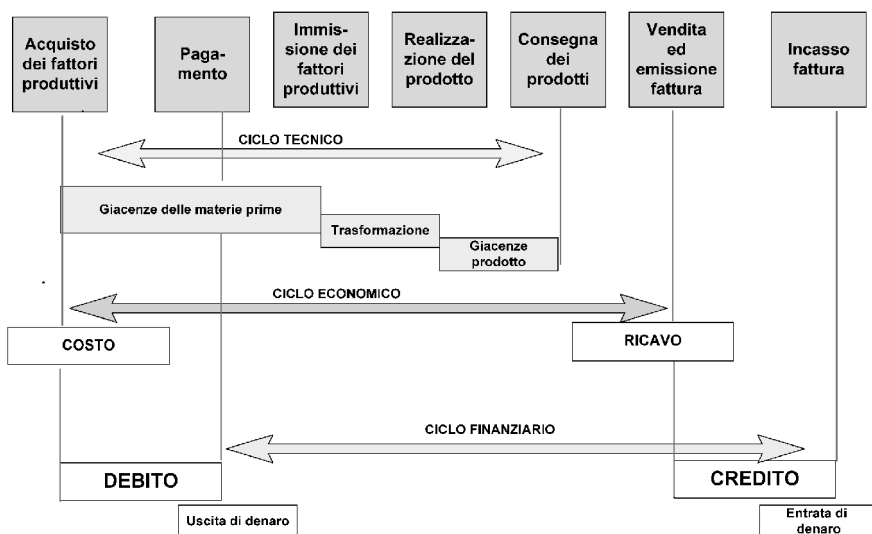 Acquisto
dei fattori
produttivi
Paga-
mento
Immis-
sione dei
fattori
produttivi
Realizza-
zione del
prodotto
Consegna
dei
prodotti
Vendita
ed
emissione
fattura
Incasso
fattura
CICLO TECNICO
Giacenze delle materie prime
Trasformazione
Giacenze
prodotto
CICLO ECONOMICO
COSTO
RICAVO
CICLO FINANZIARIO
DEBITO
CREDITO
Uscita di denaro
Entrata di
denaro